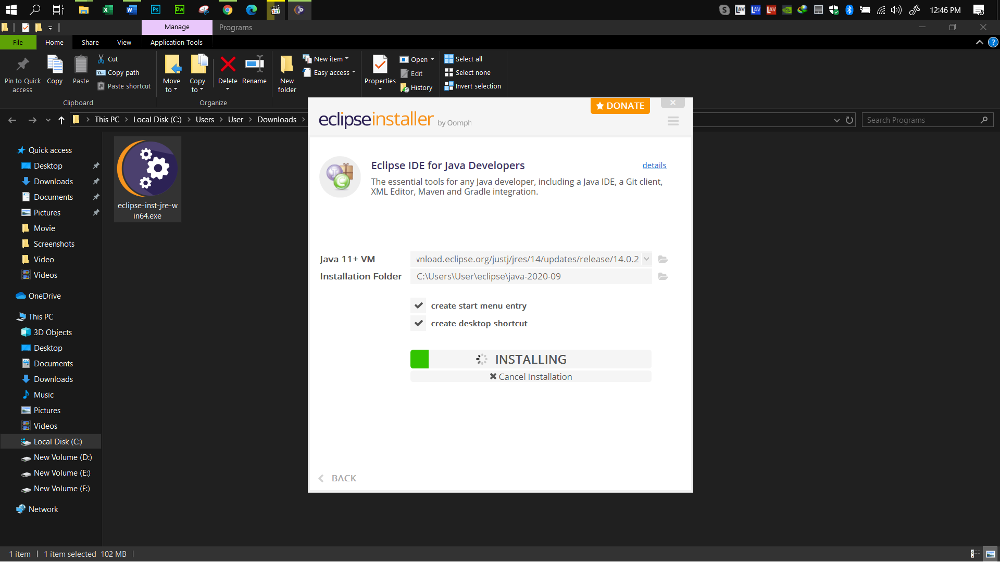 12:46 PM
Manage
Programs
File
Home
Share
View
Application Tools
Pin to Quick access
Copy
Paste
Cut
Copy path
Paste shortcut
Clipboard
Move to
Copy to
Delete
Rename
Organize
New folder
New item
Easy access
Properties
Open
Edit
History
Select all
Select none
Invert selection
This PC
Local Disk (C:)
Users
User
Downloads
Search Programs
Quick access
Desktop
Downloads
Documents
Pictures
Movie
Screenshots
Video
Videos
OneDrive
This PC
3D Objects
Desktop
Documents
Downloads
Music
Pictures
Videos
Local Disk (C:)
New Volume (D:)
New Volume (E:)
New Volume (F:)
Network
eclipse-inst-jre-w
in64.exe
DONATE
eclipseinstaller by Oomph
Eclipse IDE for Java Developers
details
The essential tools for any Java developer, including a Java IDE, a Git client,
XML Editor, Maven and Gradle integration.
Java 11+ VM
wnload.eclipse.org/justj/jres/14/updates/release/14.0.2
Installation Folder
C:\Users\User\eclipse\java-2020-09
create start menu entry
create desktop shortcut
INSTALLING
Cancel Installation
BACK
1 item
1 item selected 102 MB